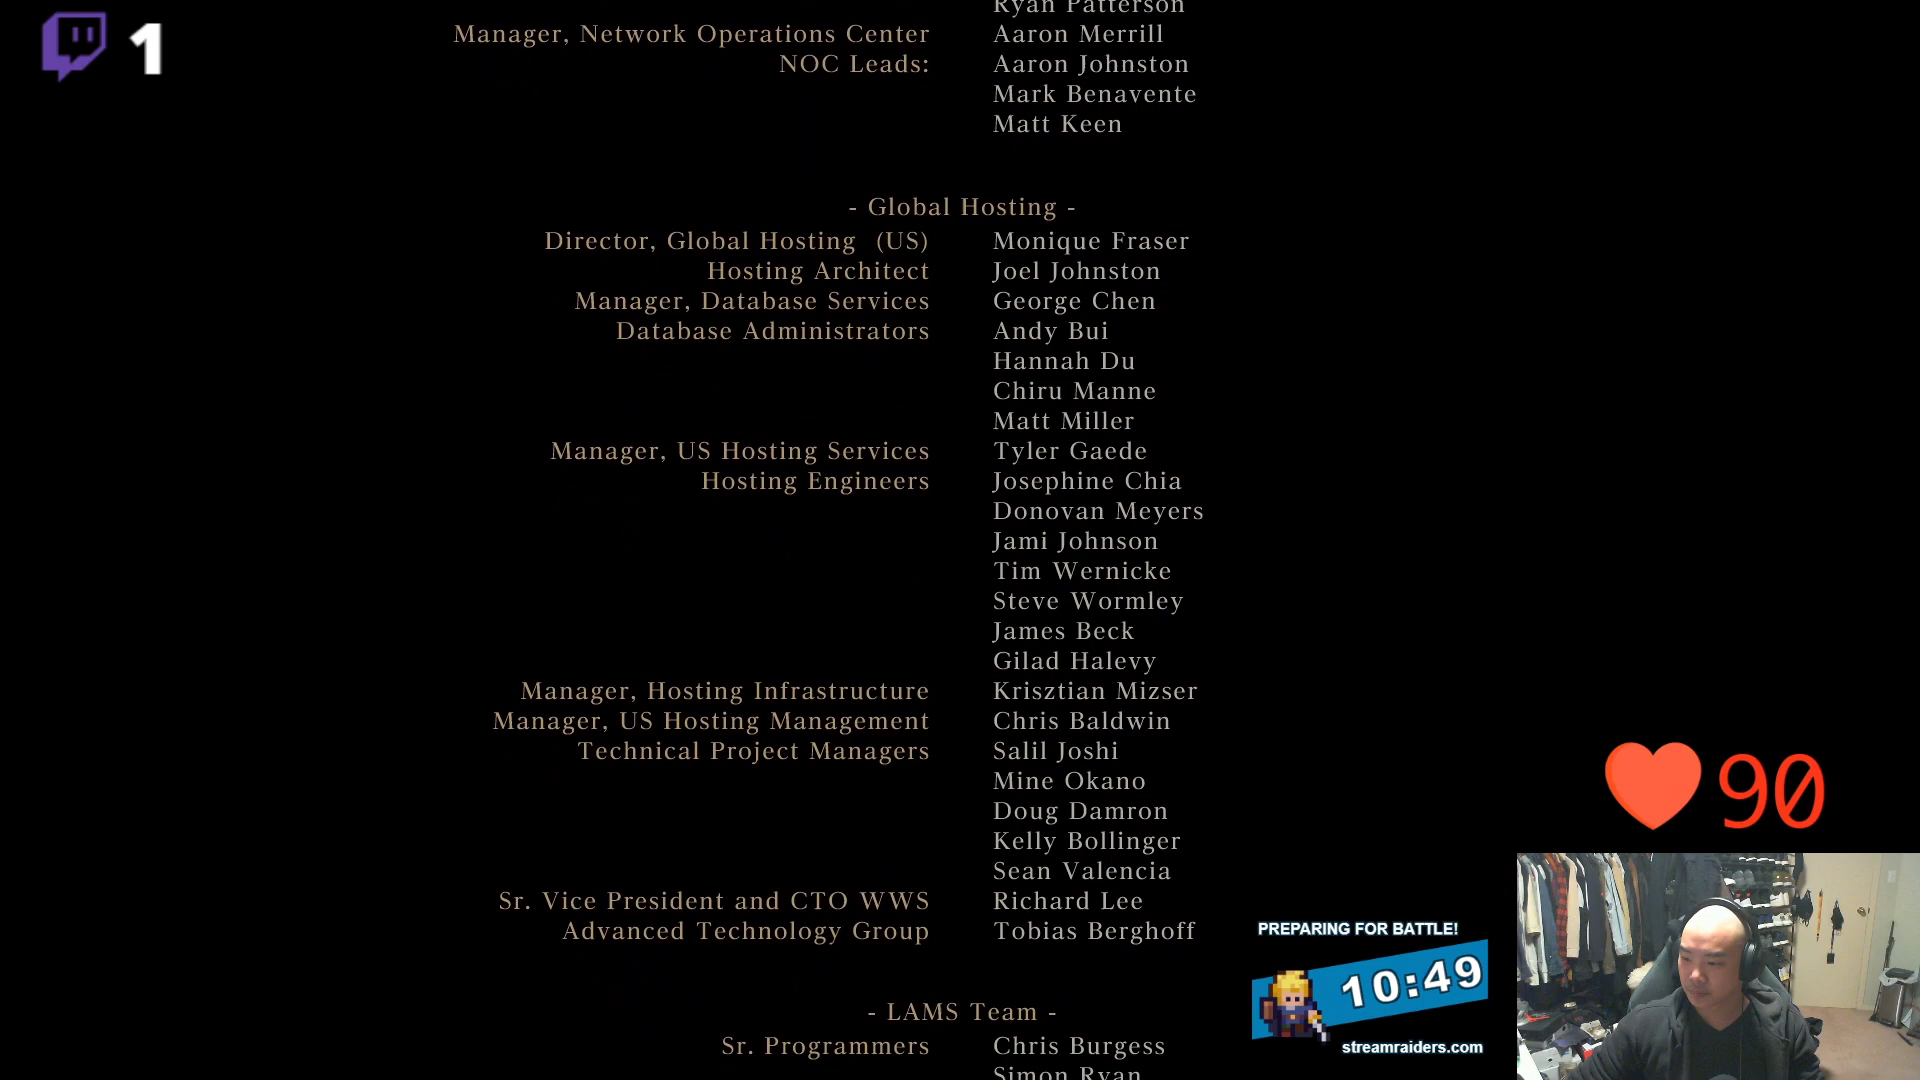 1
Ryan Patterson
Manager, Network Operations Center Aaron Merrill
NOC Leads: Aaron Johnston
Mark Benavente
Matt Keen
- Global Hosting -
Director, Global Hosting (US) Monique Fraser
Hosting Architect Joel Johnston
Manager, Database Services George Chen
Database Administrators Andy Bui
Hannah Du
Chiru Manne
Matt Miller
Manager, US Hosting Services Tyler Gaede
Hosting Engineers Josephine Chia
Donovan Meyers
Jami Johnson
Tim Wernicke
Steve Wormley
James Beck
Gilad Halevy
Manager, Hosting Infrastructure Krisztian Mizser
Manager, US Hosting Management Chris Baldwin
Technical Project Managers Salil Joshi
Mine Okano
Doug Damron
Kelly Bollinger
Sean Valencia
Sr. Vice President and CTO WWS Richard Lee
Advanced Technology Group Tobias Berghoff
- LAMS Team -
Sr. Programmers Chris Burgess
Simon Ryan
90
PREPARING FOR BATTLE!
10:49
streamraiders.com